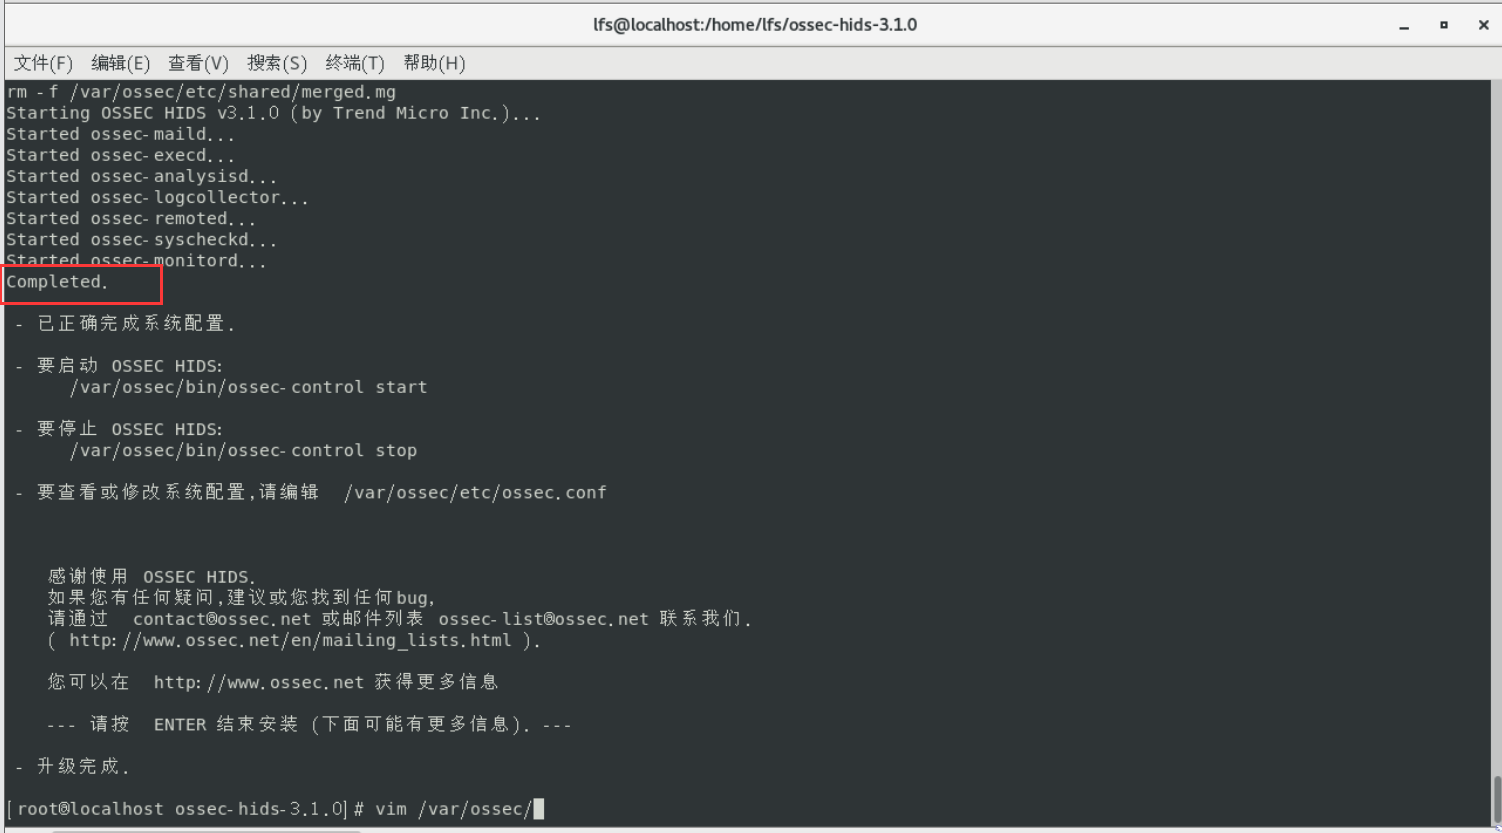 lfs@localhost:/home/lfs/ossec-hids-3.1.0
文件(F) 编辑(E) 查看(V) 搜索(S) 终端(T) 帮助(H)
rm -f /var/ossec/etc/shared/merged.mg
Starting OSSEC HIDS v3.1.0 (by Trend Micro Inc.)...
Started ossec-maild...
Started ossec-execd...
Started ossec-analysisd...
Started ossec-logcollector...
Started ossec-remoted...
Started ossec-syscheckd...
Started ossec-monitord...
Completed.
- 已正确完成系统配置.
- 要启动 OSSEC HIDS:
/var/ossec/bin/ossec-control start
- 要停止 OSSEC HIDS:
/var/ossec/bin/ossec-control stop
- 要查看或修改系统配置,请编辑 /var/ossec/etc/ossec.conf
感谢使用 OSSEC HIDS.
如果您有任何疑问,建议或您找到任何bug,
请通过 contact@ossec.net 或邮件列表 ossec-list@ossec.net 联系我们.
( http://www.ossec.net/en/mailing_lists.html ).
您可以在 http://www.ossec.net 获得更多信息
--- 请按 ENTER 结束安装 (下面可能有更多信息). ---
- 升级完成.
[root@localhost ossec-hids-3.1.0]# vim /var/ossec/